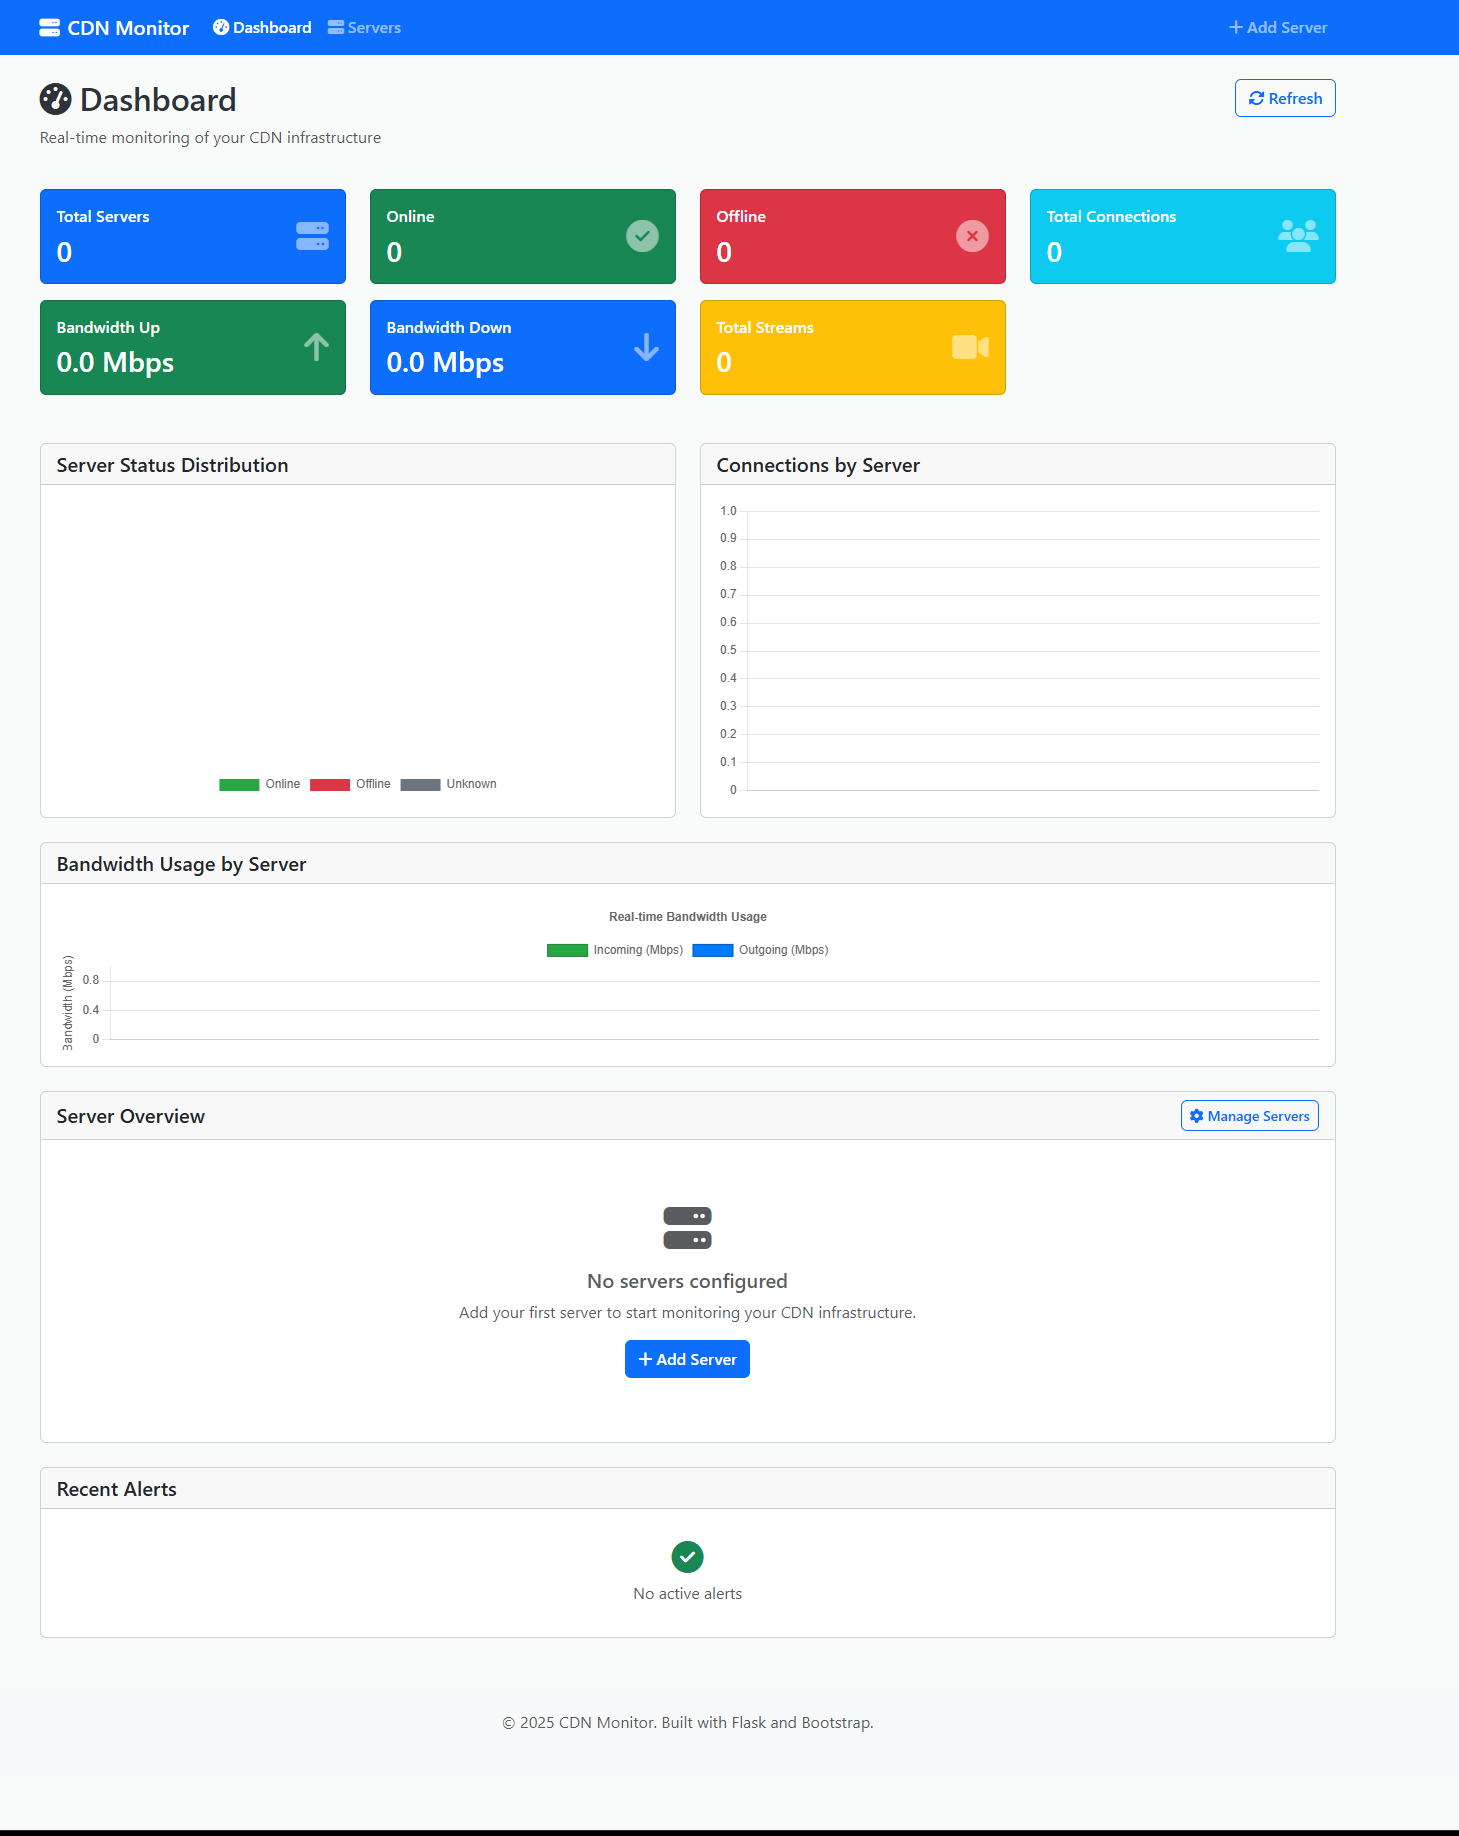 CDN Monitor Dashboard Servers Add Server
Dashboard
Refresh
Real-time monitoring of your CDN infrastructure
Total Servers
0
Online
0
Offline
0
Total Connections
0
Bandwidth Up
0.0 Mbps
Bandwidth Down
0.0 Mbps
Total Streams
0
Server Status Distribution
Online Offline Unknown
Connections by Server
1.0
0.9
0.8
0.7
0.6
0.5
0.4
0.3
0.2
0.1
0
Bandwidth Usage by Server
Real-time Bandwidth Usage
Incoming (Mbps) Outgoing (Mbps)
Bandwidth (Mbps)
0.8
0.4
0
Server Overview
Manage Servers
No servers configured
Add your first server to start monitoring your CDN infrastructure.
Add Server
Recent Alerts
No active alerts
© 2025 CDN Monitor. Built with Flask and Bootstrap.